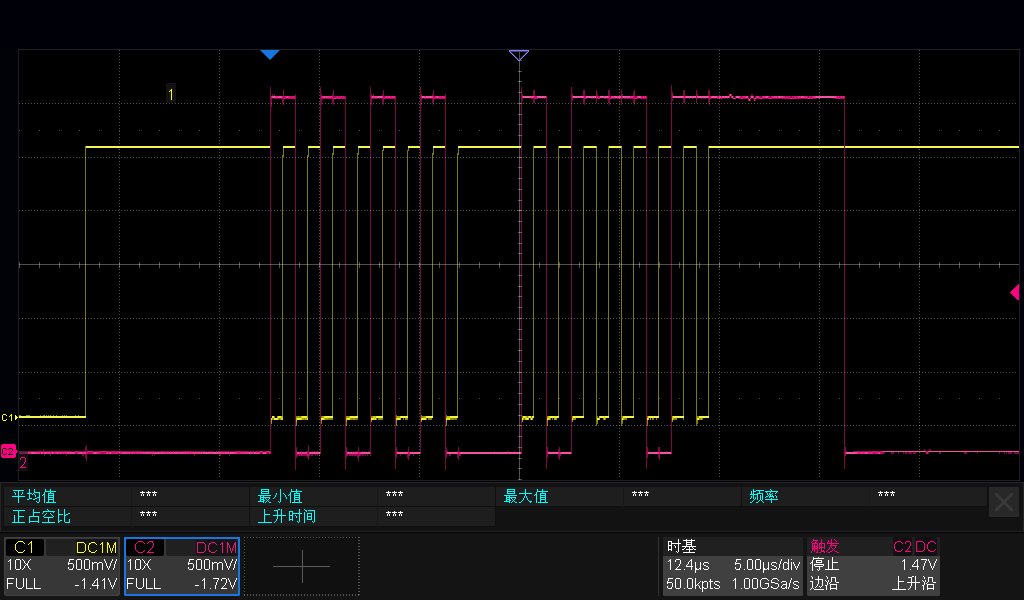 1
C1
C2
2
平均值 *** 最小值 *** 最大值 *** 频率 ***
正占空比 *** 上升时间 ***
C1 DC1M C2 DC1M 时基 触发 C2 DC
10X 500mV/ 10X 500mV/ 12.4µs 5.00µs/div 停止 1.47V
FULL -1.41V FULL -1.72V 50.0kpts 1.00GSa/s 边沿 上升沿